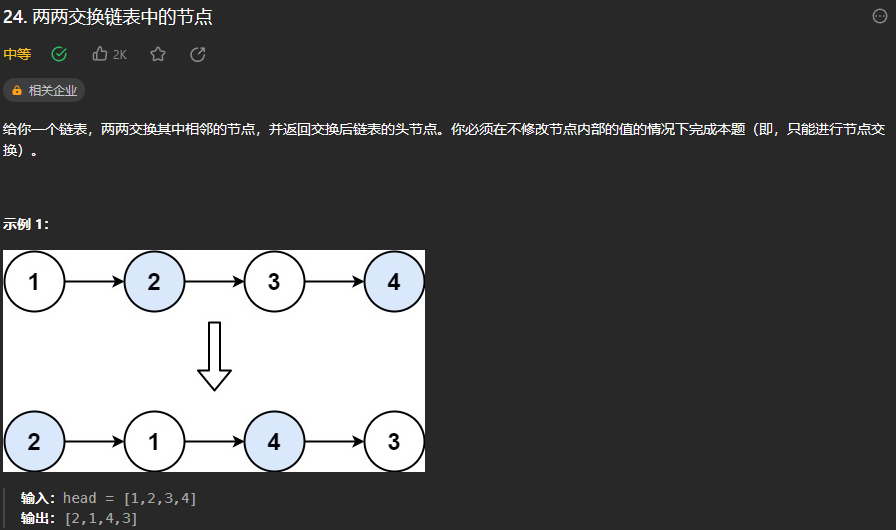 24. 两两交换链表中的节点
中等
2K
相关企业
给你一个链表，两两交换其中相邻的节点，并返回交换后链表的头节点。你必须在不修改节点内部的值的情况下完成本题（即，只能进行节点交
换）。
示例 1：
1 2 3 4
2 1 4 3
输入：head = [1,2,3,4]
输出：[2,1,4,3]